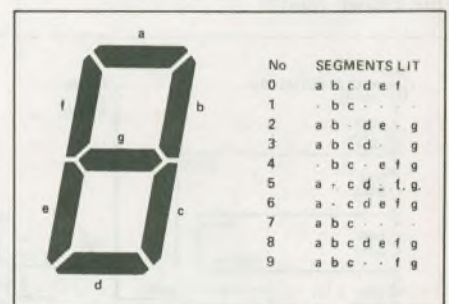 a
f
b
g
e
c
d
No SEGMENTS LIT
0 a b c d e f
1 · b c · · · ·
2 a b · d e · g
3 a b c d · g
4 · b c · e f g
5 a · c d . f. g.
6 a · c d e f g
7 a b c · · · ·
8 a b c d e f g
9 a b c · · f g